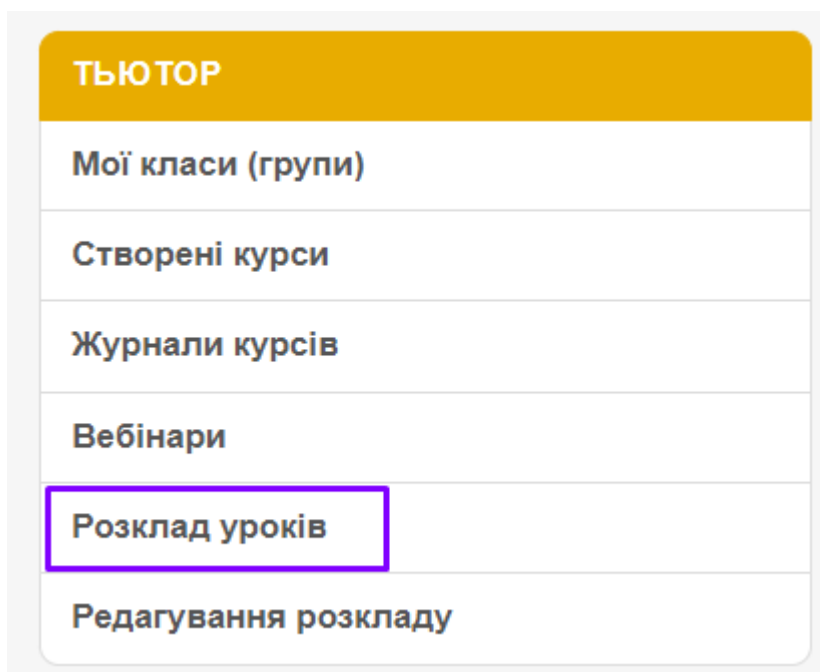 ТЬЮТОР
Мої класи (групи)
Створені курси
Журнали курсів
Вебінари
Розклад уроків
Редагування розкладу